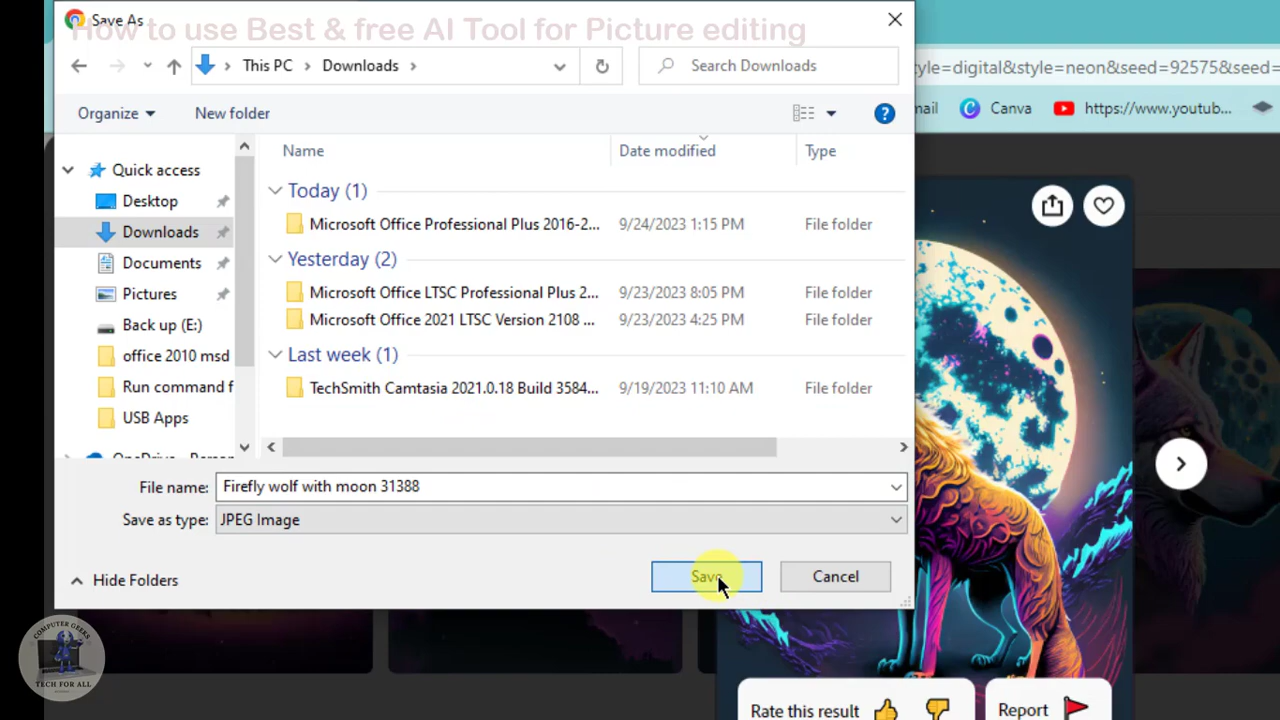 Save As
How to use Best & free AI Tool for Picture editing
This PC
Downloads
Search Downloads
tyle=digital&style=neon&seed=92575&seed=
Organize
New folder
?
mail
Canva
https://www.youtub...
Name
Date modified
Type
Quick access
Desktop
Downloads
Documents
Pictures
Back up (E:)
office 2010 msd
Run command f
USB Apps
Today (1)
Microsoft Office Professional Plus 2016-2...
9/24/2023 1:15 PM
File folder
Yesterday (2)
Microsoft Office LTSC Professional Plus 2...
9/23/2023 8:05 PM
File folder
Microsoft Office 2021 LTSC Version 2108 ...
9/23/2023 4:25 PM
File folder
Last week (1)
TechSmith Camtasia 2021.0.18 Build 3584...
9/19/2023 11:10 AM
File folder
File name:
Firefly wolf with moon 31388
Save as type:
JPEG Image
Hide Folders
Save
Cancel
COMPUTER GEEKS
TECH FOR ALL
Rate this result
Report